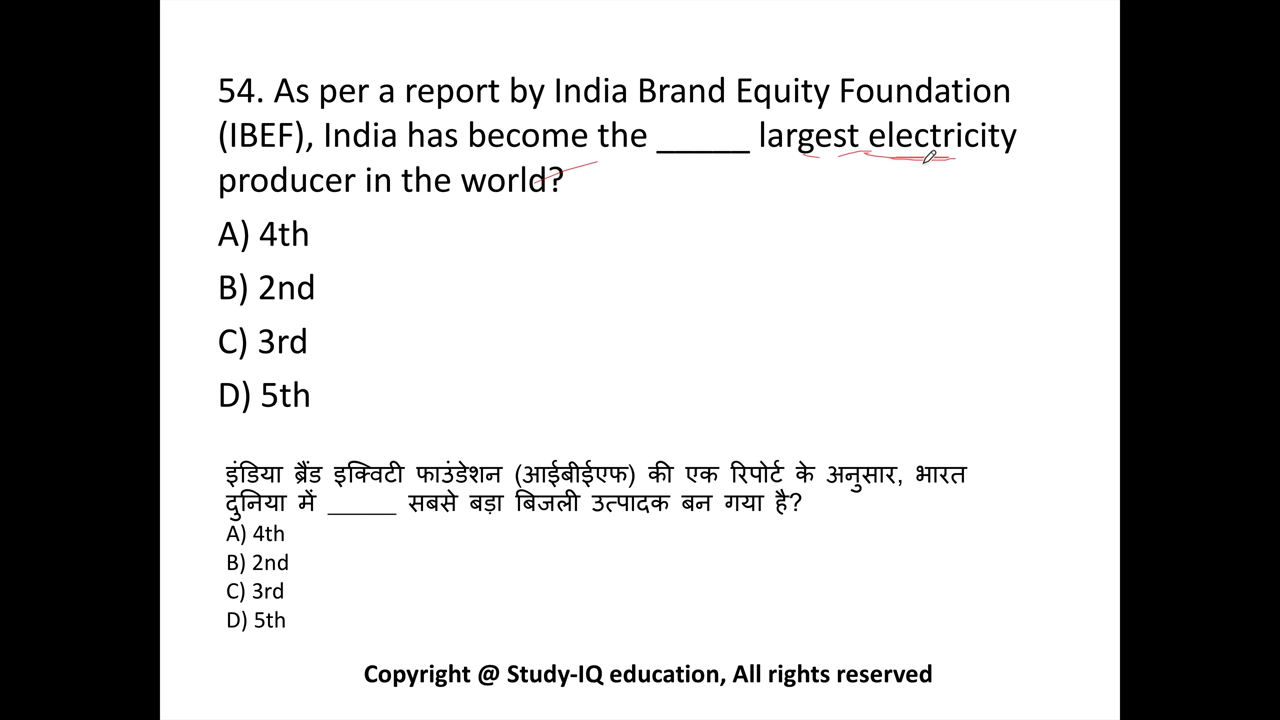 54. As per a report by India Brand Equity Foundation
(IBEF), India has become the _____ largest electricity
producer in the world?
A) 4th
B) 2nd
C) 3rd
D) 5th
इंडिया ब्रैंड इक्विटी फाउंडेशन (आईबीईएफ) की एक रिपोर्ट के अनुसार, भारत
दुनिया में _____ सबसे बड़ा बिजली उत्पादक बन गया है?
A) 4th
B) 2nd
C) 3rd
D) 5th
Copyright @ Study-IQ education, All rights reserved